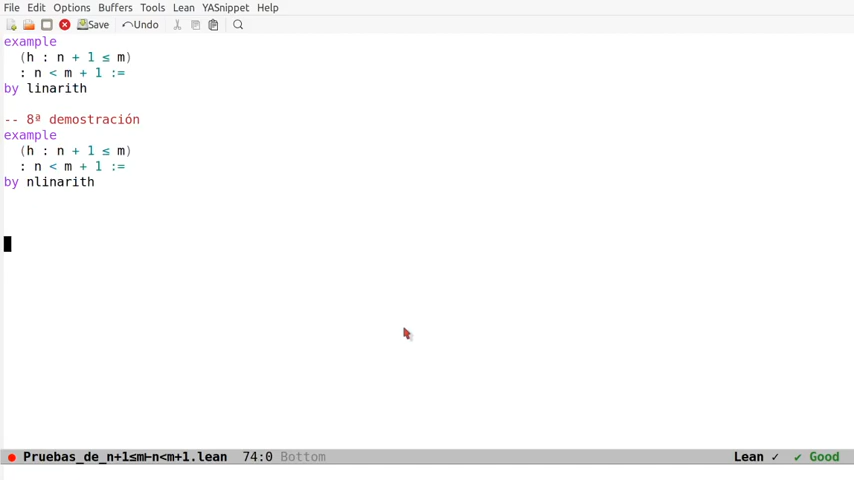 File Edit Options Buffers Tools Lean YASnippet Help
Save Undo
example
(h : n + 1 ≤ m)
: n < m + 1 :=
by linarith
-- 8ª demostración
example
(h : n + 1 ≤ m)
: n < m + 1 :=
by nlinarith
Pruebas_de_n+1≤m⊢n<m+1.lean 74:0 Bottom Lean ✓ ✔ Good